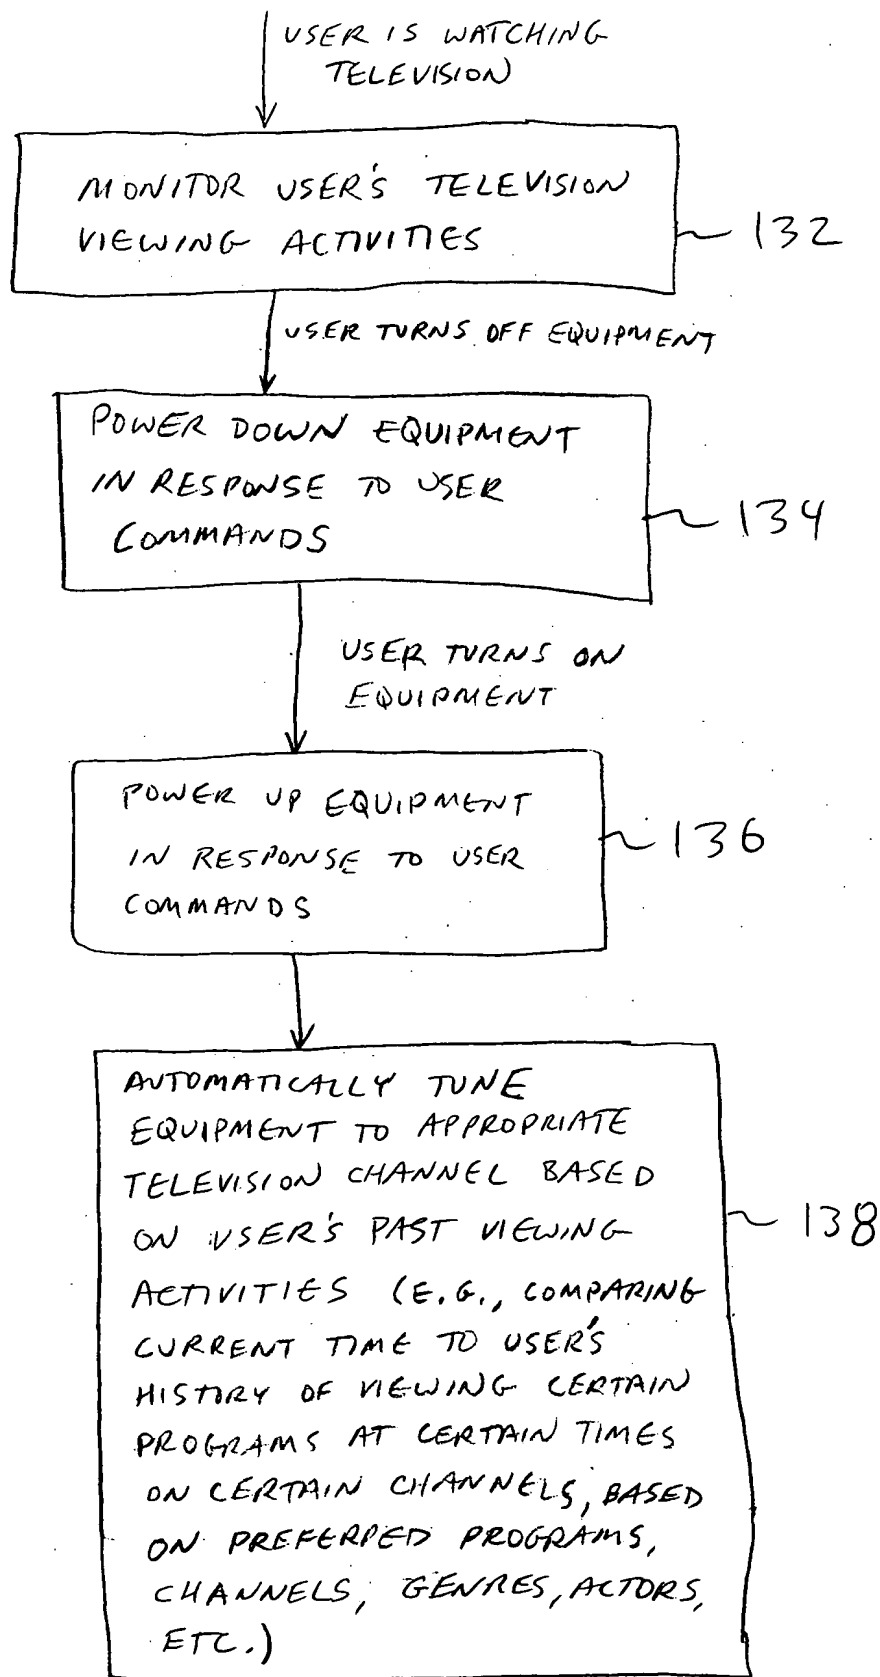 USER IS WATCHING
TELEVISION
MONITOR USER'S TELEVISION
VIEWING ACTIVITIES
132
USER TURNS OFF EQUIPMENT
POWER DOWN EQUIPMENT
IN RESPONSE TO USER
COMMANDS
134
USER TURNS ON
EQUIPMENT
POWER UP EQUIPMENT
IN RESPONSE TO USER
COMMANDS
136
AUTOMATICALLY TUNE
EQUIPMENT TO APPROPRIATE
TELEVISION CHANNEL BASED
ON USER'S PAST VIEWING
ACTIVITIES (E.G., COMPARING
CURRENT TIME TO USER'S
HISTORY OF VIEWING CERTAIN
PROGRAMS AT CERTAIN TIMES
ON CERTAIN CHANNELS, BASED
ON PREFERRED PROGRAMS,
CHANNELS, GENRES, ACTORS,
ETC.)
138